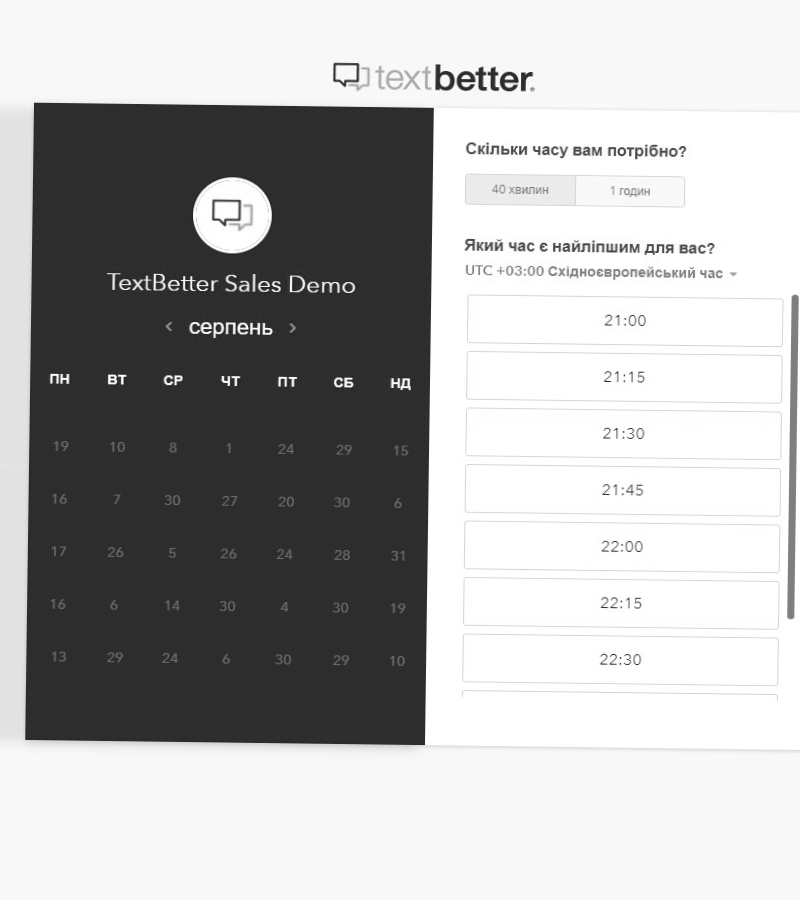 textbetter.
TextBetter Sales Demo
‹ серпень ›
ПН ВТ СР ЧТ ПТ СБ НД
19 10 8 1 24 29 15
16 7 30 27 20 30 6
17 26 5 26 24 28 31
16 6 14 30 4 30 19
13 29 24 6 30 29 10
Скільки часу вам потрібно?
40 хвилин 1 годин
Який час є найліпшим для вас?
UTC +03:00 Східноєвропейський час
21:00
21:15
21:30
21:45
22:00
22:15
22:30